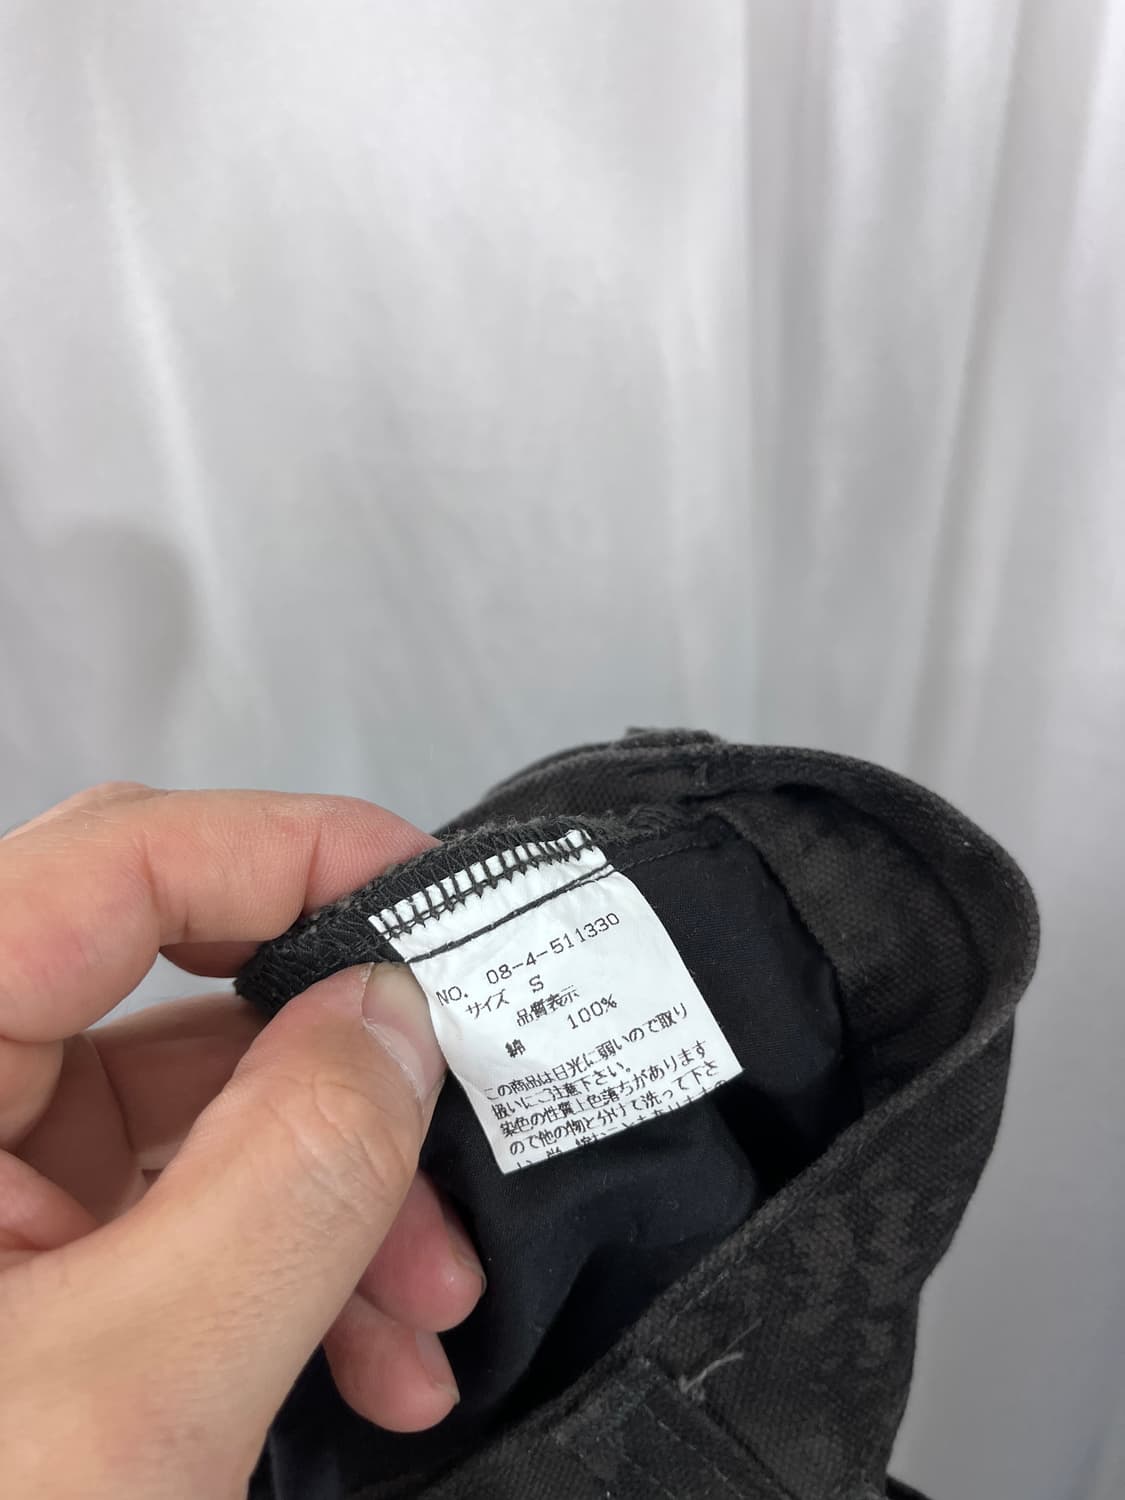 NO. 08-4-511330
サイズ S
品質表示
綿 100%
この商品は日光に弱いので取り
扱いにご注意下さい。
染色の性質上色落ちがあります
ので他の物と分けて洗って下さ
い。尚、